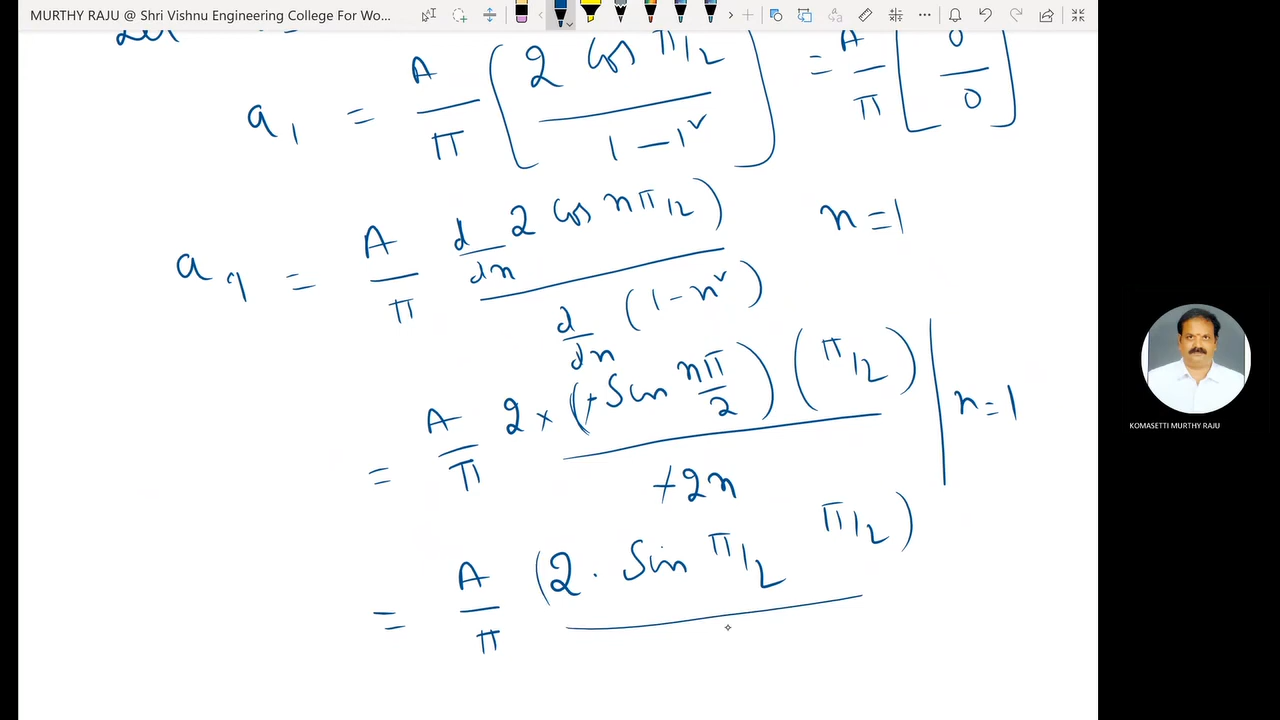 MURTHY RAJU @ Shri Vishnu Engineering College For Wo...
a₁ = A/π ( 2 Cos π/2 / 1 - 1² ) = A/π [ 0 / 0 ]
a₁ = A/π d/dn 2 Cos nπ/2 ) / d/dn (1 - n²) n = 1
= A/π 2 × (+ Sin nπ/2) (π/2) / +2n | n = 1
= A/π (2 . Sin π/2 π/2)
KOMASETTI MURTHY RAJU